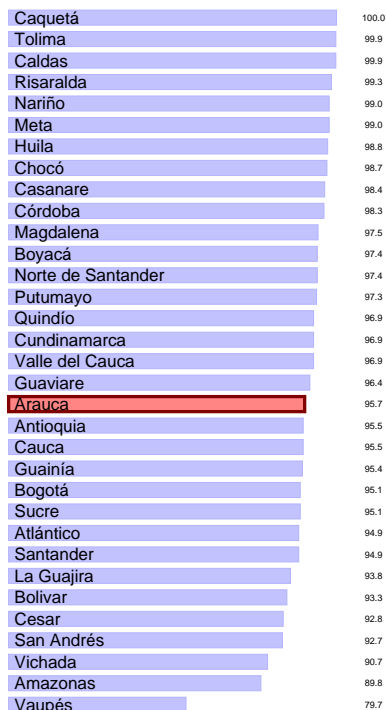 Caquetá 100.0
Tolima 99.9
Caldas 99.9
Risaralda 99.3
Nariño 99.0
Meta 99.0
Huila 98.8
Chocó 98.7
Casanare 98.4
Córdoba 98.3
Magdalena 97.5
Boyacá 97.4
Norte de Santander 97.4
Putumayo 97.3
Quindío 96.9
Cundinamarca 96.9
Valle del Cauca 96.9
Guaviare 96.4
Arauca 95.7
Antioquia 95.5
Cauca 95.5
Guainía 95.4
Bogotá 95.1
Sucre 95.1
Atlántico 94.9
Santander 94.9
La Guajira 93.8
Bolivar 93.3
Cesar 92.8
San Andrés 92.7
Vichada 90.7
Amazonas 89.8
Vaupés 79.7